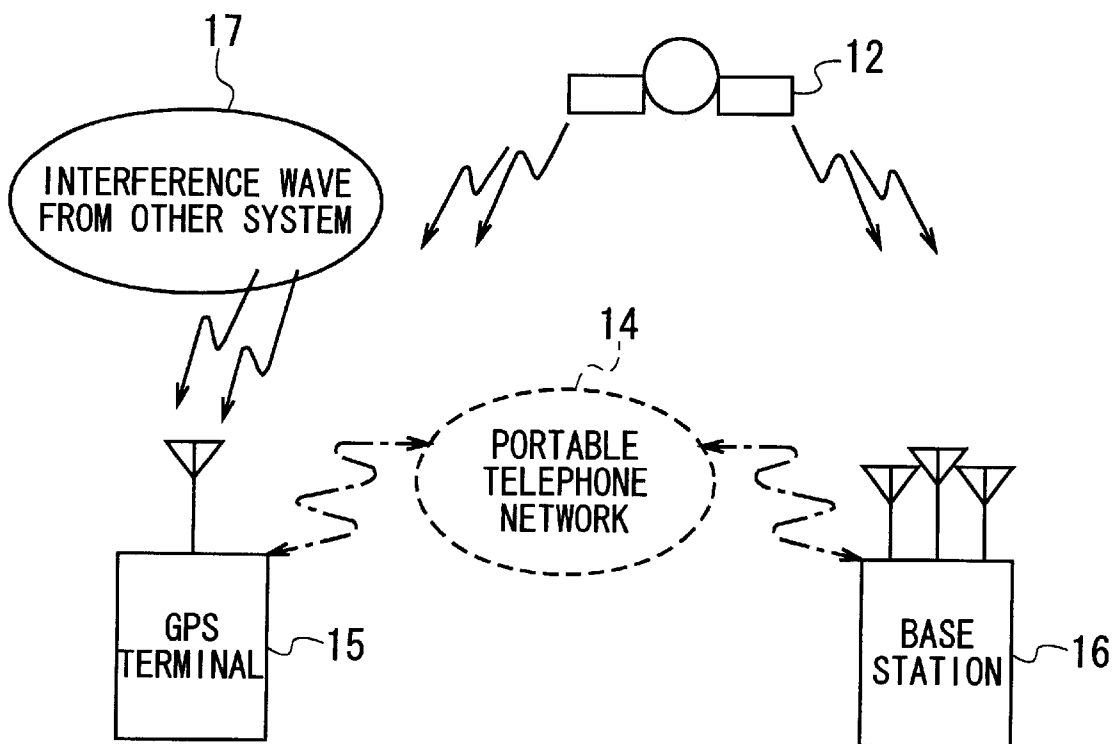 17
12
INTERFERENCE WAVE
FROM OTHER SYSTEM
14
PORTABLE
TELEPHONE
NETWORK
GPS
TERMINAL
15
BASE
STATION
16